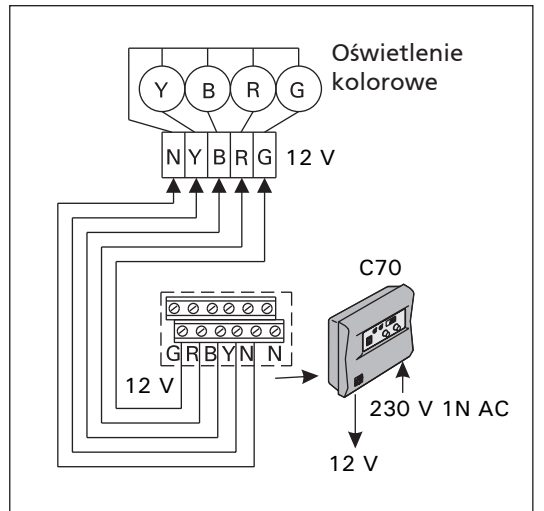 Oświetlenie
kolorowe
Y B R G
N Y B R G 12 V
C70
G R B Y N N
12 V
230 V 1N AC
12 V